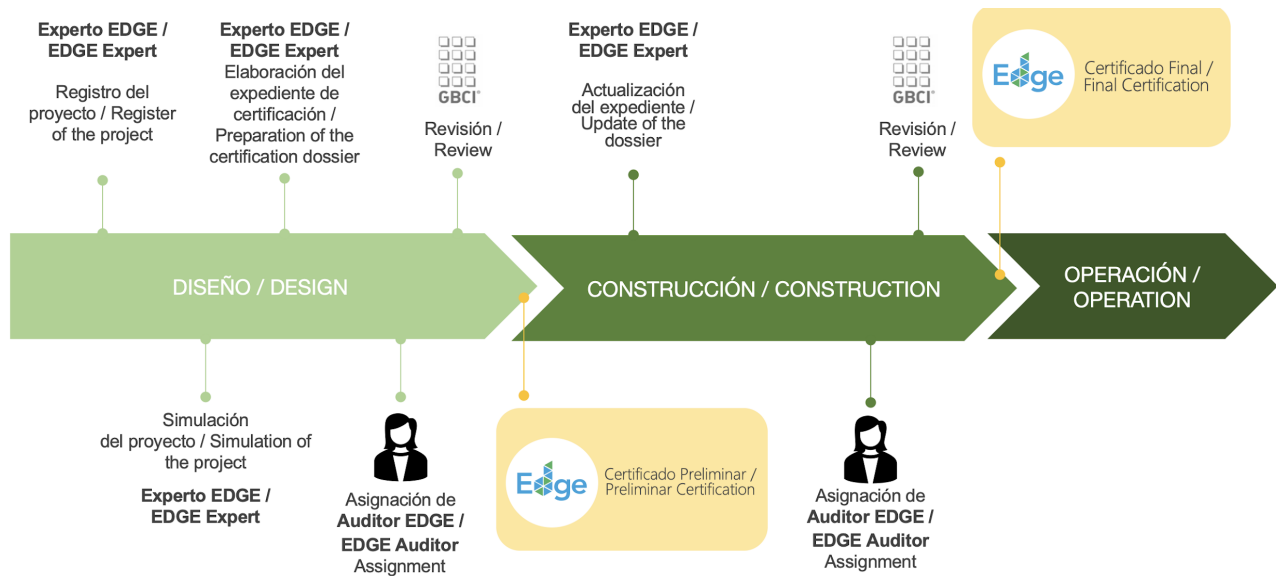 Experto EDGE /
EDGE Expert
Registro del
proyecto / Register
of the project
Experto EDGE /
EDGE Expert
Elaboración del
expediente de
certificación /
Preparation of the
certification dossier
GBCI®
Revisión /
Review
Experto EDGE /
EDGE Expert
Actualización
del expediente /
Update of the
dossier
GBCI®
Revisión /
Review
Edge
Certificado Final /
Final Certification
DISEÑO / DESIGN
CONSTRUCCIÓN / CONSTRUCTION
OPERACIÓN /
OPERATION
Simulación
del proyecto / Simulation of
the project
Experto EDGE /
EDGE Expert
Asignación de
Auditor EDGE /
EDGE Auditor
Assignment
Edge
Certificado Preliminar /
Preliminar Certification
Asignación de
Auditor EDGE /
EDGE Auditor
Assignment